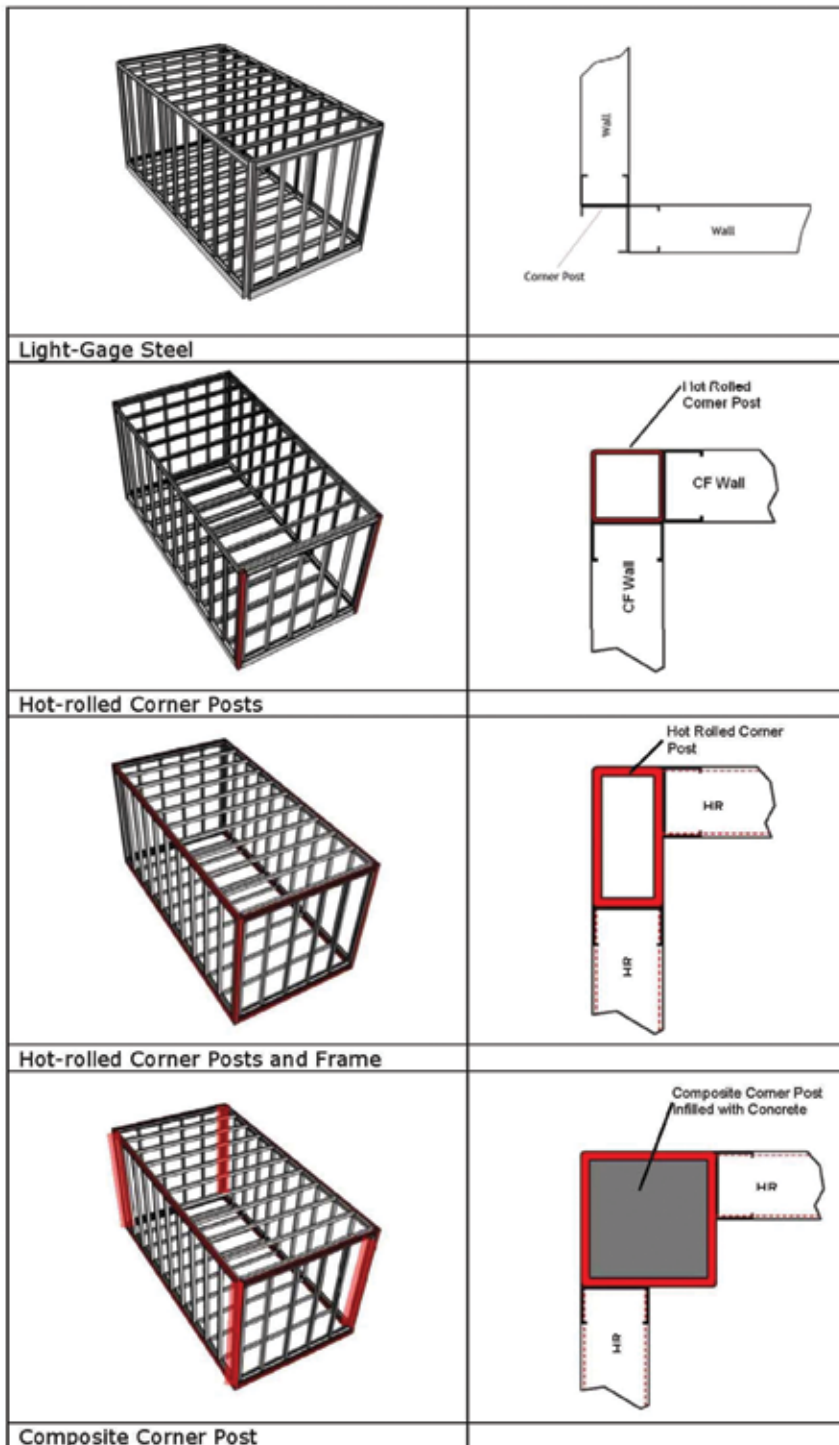 Wall
Wall
Corner Post
Light-Gage Steel
Hot Rolled
Corner Post
CF Wall
CF Wall
Hot-rolled Corner Posts
Hot Rolled Corner
Post
HR
HR
Hot-rolled Corner Posts and Frame
Composite Corner Post
Infilled with Concrete
HR
HR
Composite Corner Post